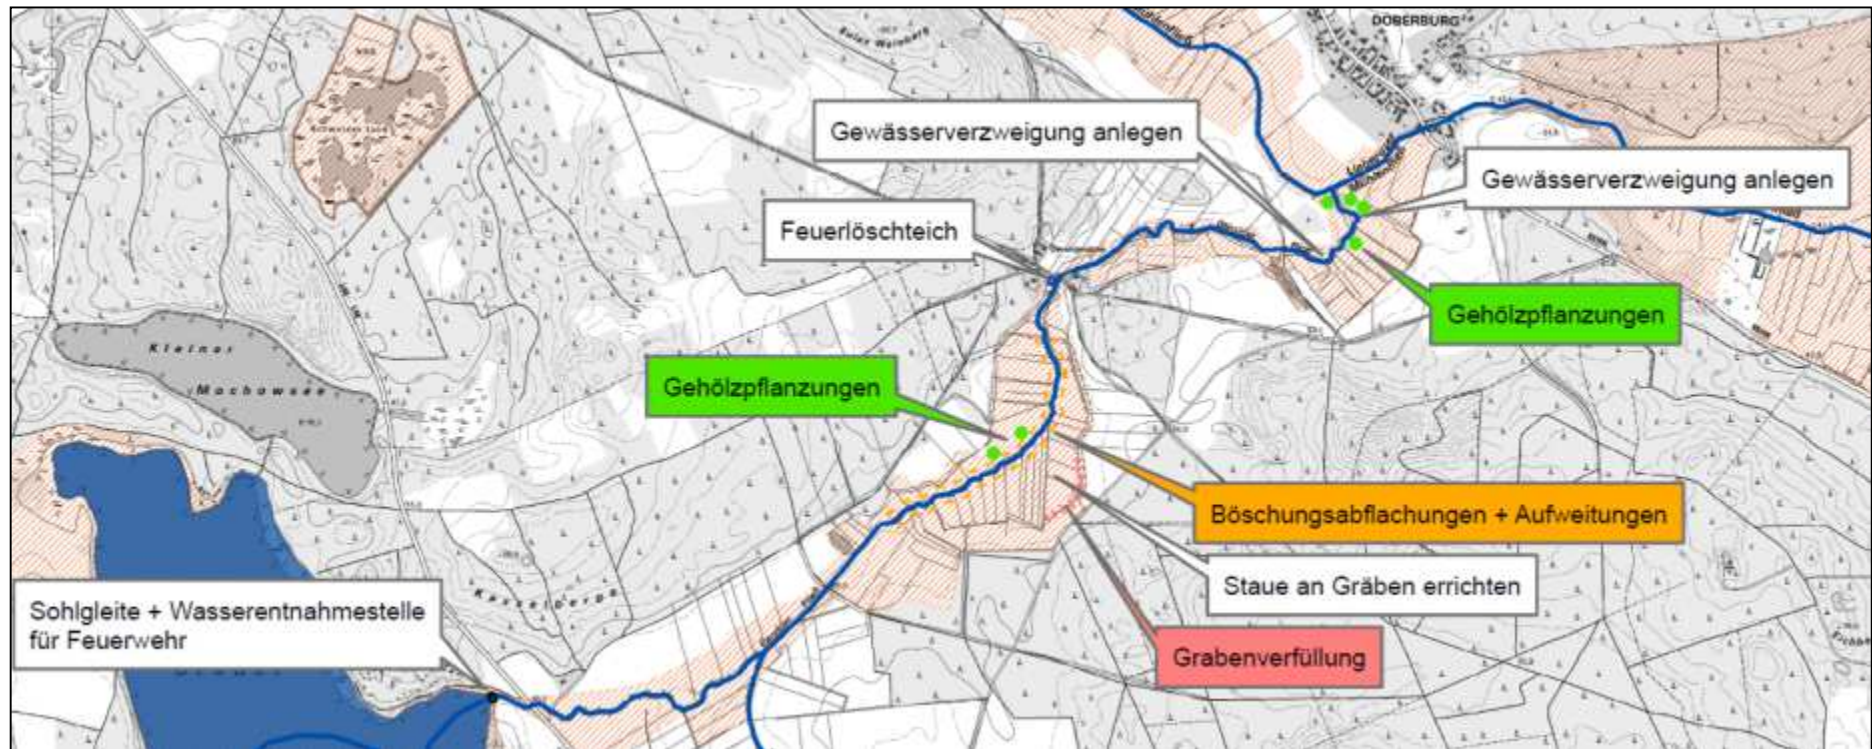 DOBERBURG
Gewässerverzweigung anlegen
Gewässerverzweigung anlegen
Feuerlöschteich
Gehölzpflanzungen
Kleiner
Mochowsee
Gehölzpflanzungen
Böschungsabflachungen + Aufweitungen
Staue an Gräben errichten
Sohlgleite + Wasserentnahmestelle
für Feuerwehr
Grabenverfüllung